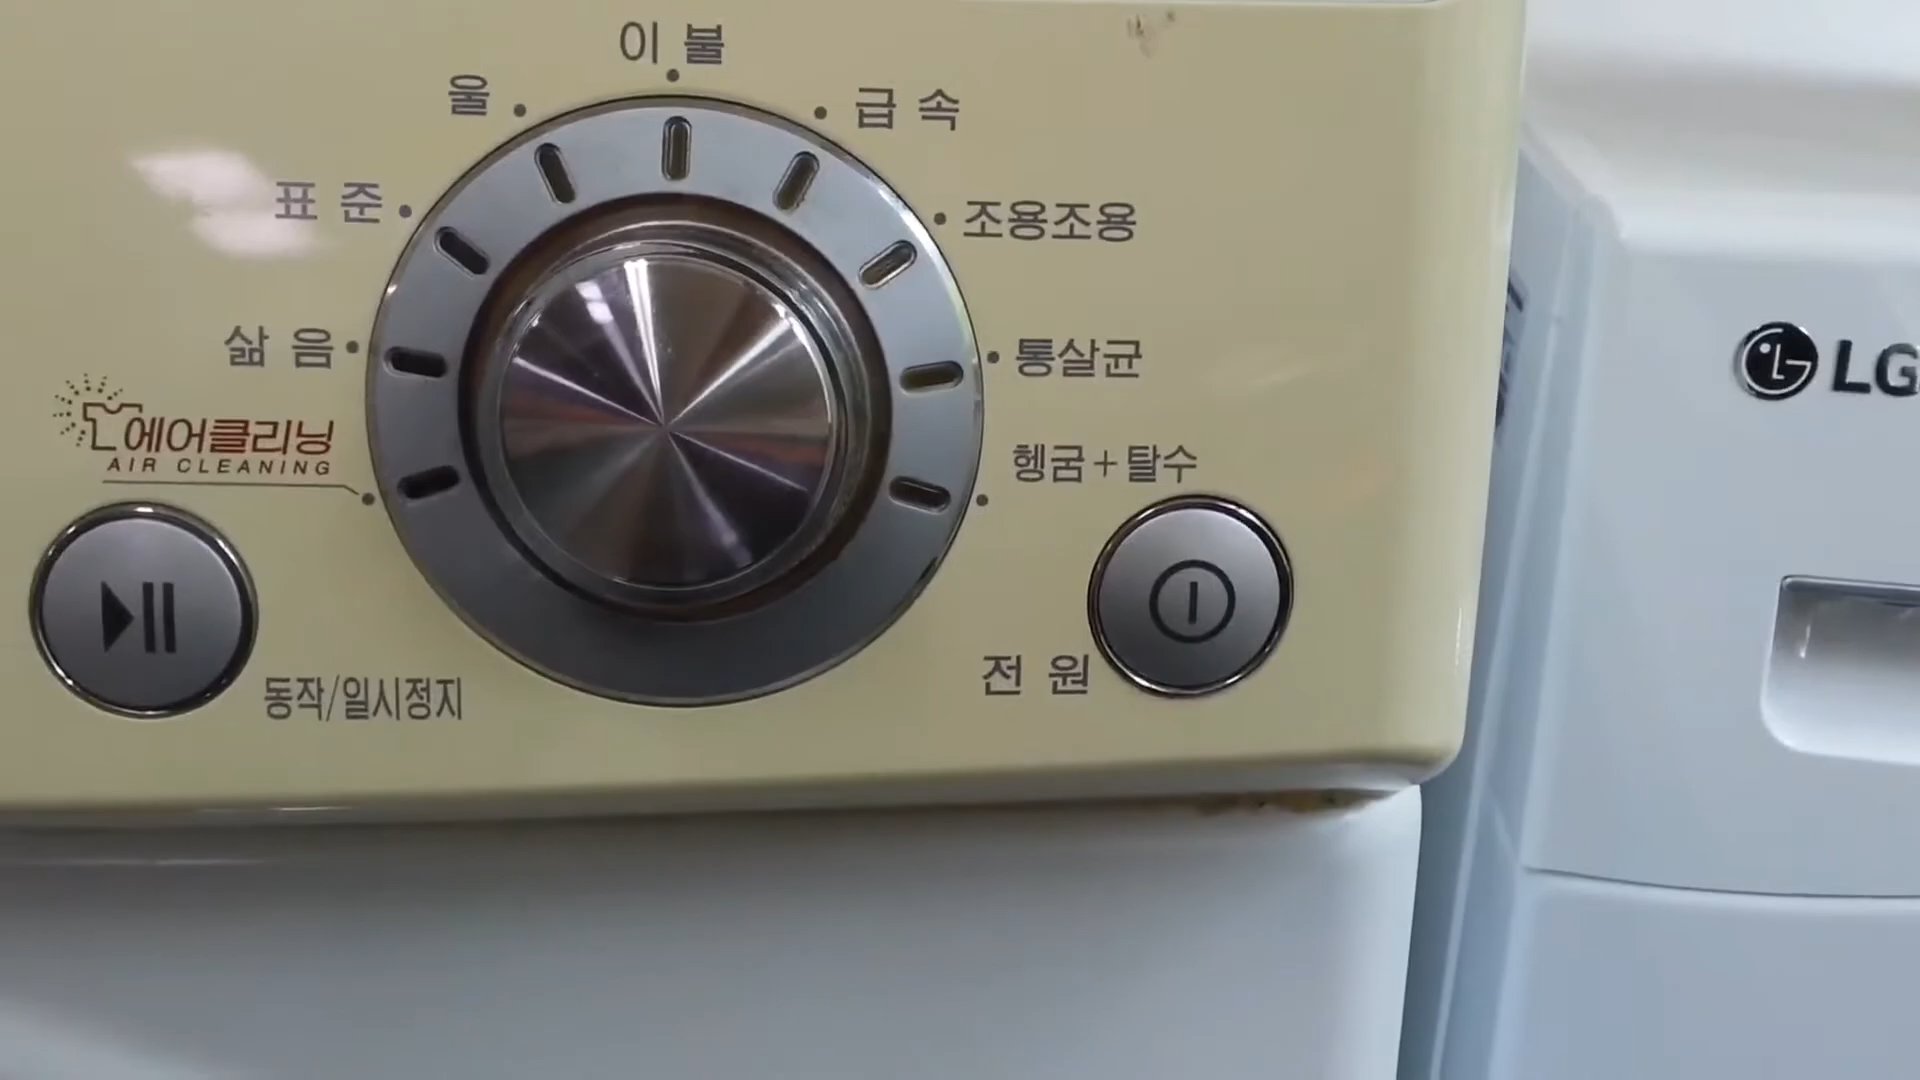 이불
울
급속
표준
조용조용
삶음
통살균
에어클리닝
AIR CLEANING
헹굼+탈수
동작/일시정지
전원
LG